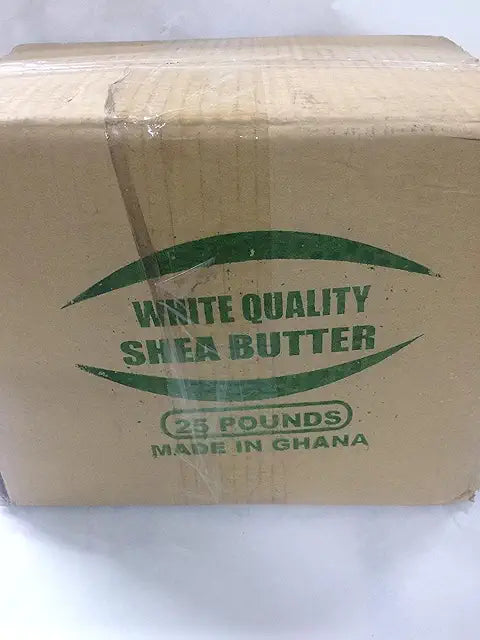 WHITE QUALITY
SHEA BUTTER
25 POUNDS
MADE IN GHANA